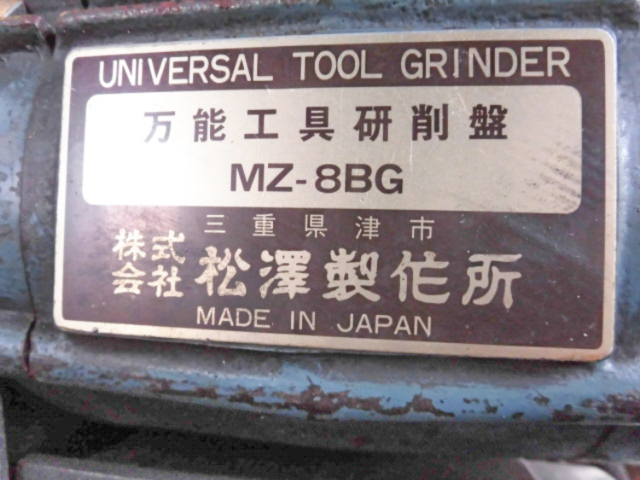 UNIVERSAL TOOL GRINDER
万能工具研削盤
MZ-8BG
三重県津市
株式会社 松澤製作所
MADE IN JAPAN